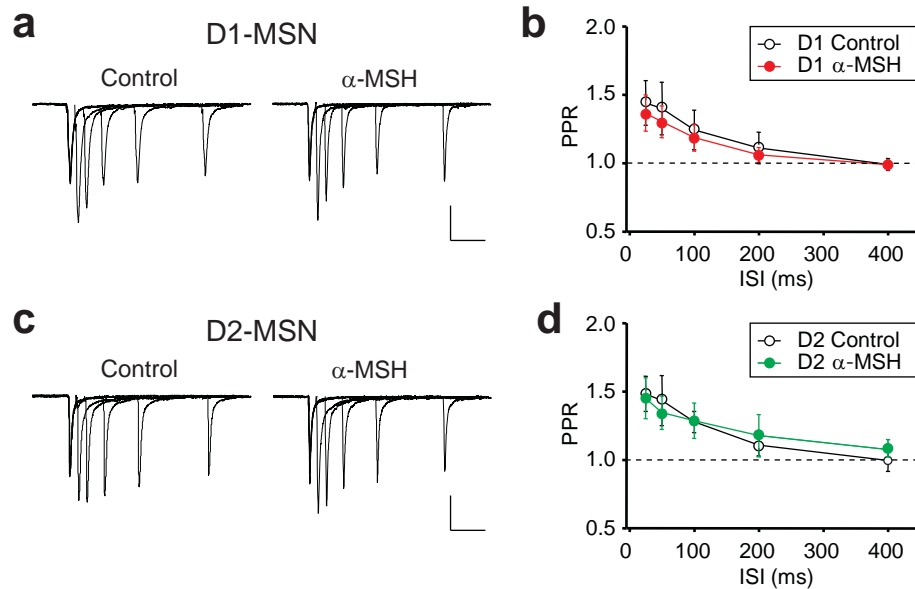 a
D1-MSN
Control
α-MSH
b
2.0
1.5
1.0
0.5
PPR
D1 Control
D1 α-MSH
0 100 200 300 400
ISI (ms)
c
D2-MSN
Control
α-MSH
d
2.0
1.5
1.0
0.5
PPR
D2 Control
D2 α-MSH
0 100 200 300 400
ISI (ms)